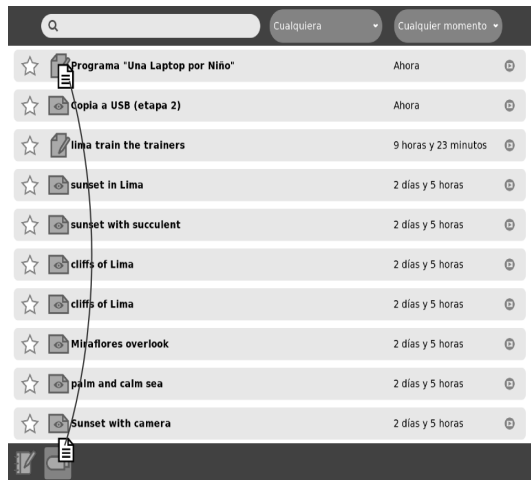 Cualquiera Cualquier momento
Programa "Una Laptop por Niño" Ahora
Copia a USB (etapa 2) Ahora
lima train the trainers 9 horas y 23 minutos
sunset in Lima 2 días y 5 horas
sunset with succulent 2 días y 5 horas
cliffs of Lima 2 días y 5 horas
cliffs of Lima 2 días y 5 horas
Miraflores overlook 2 días y 5 horas
palm and calm sea 2 días y 5 horas
Sunset with camera 2 días y 5 horas